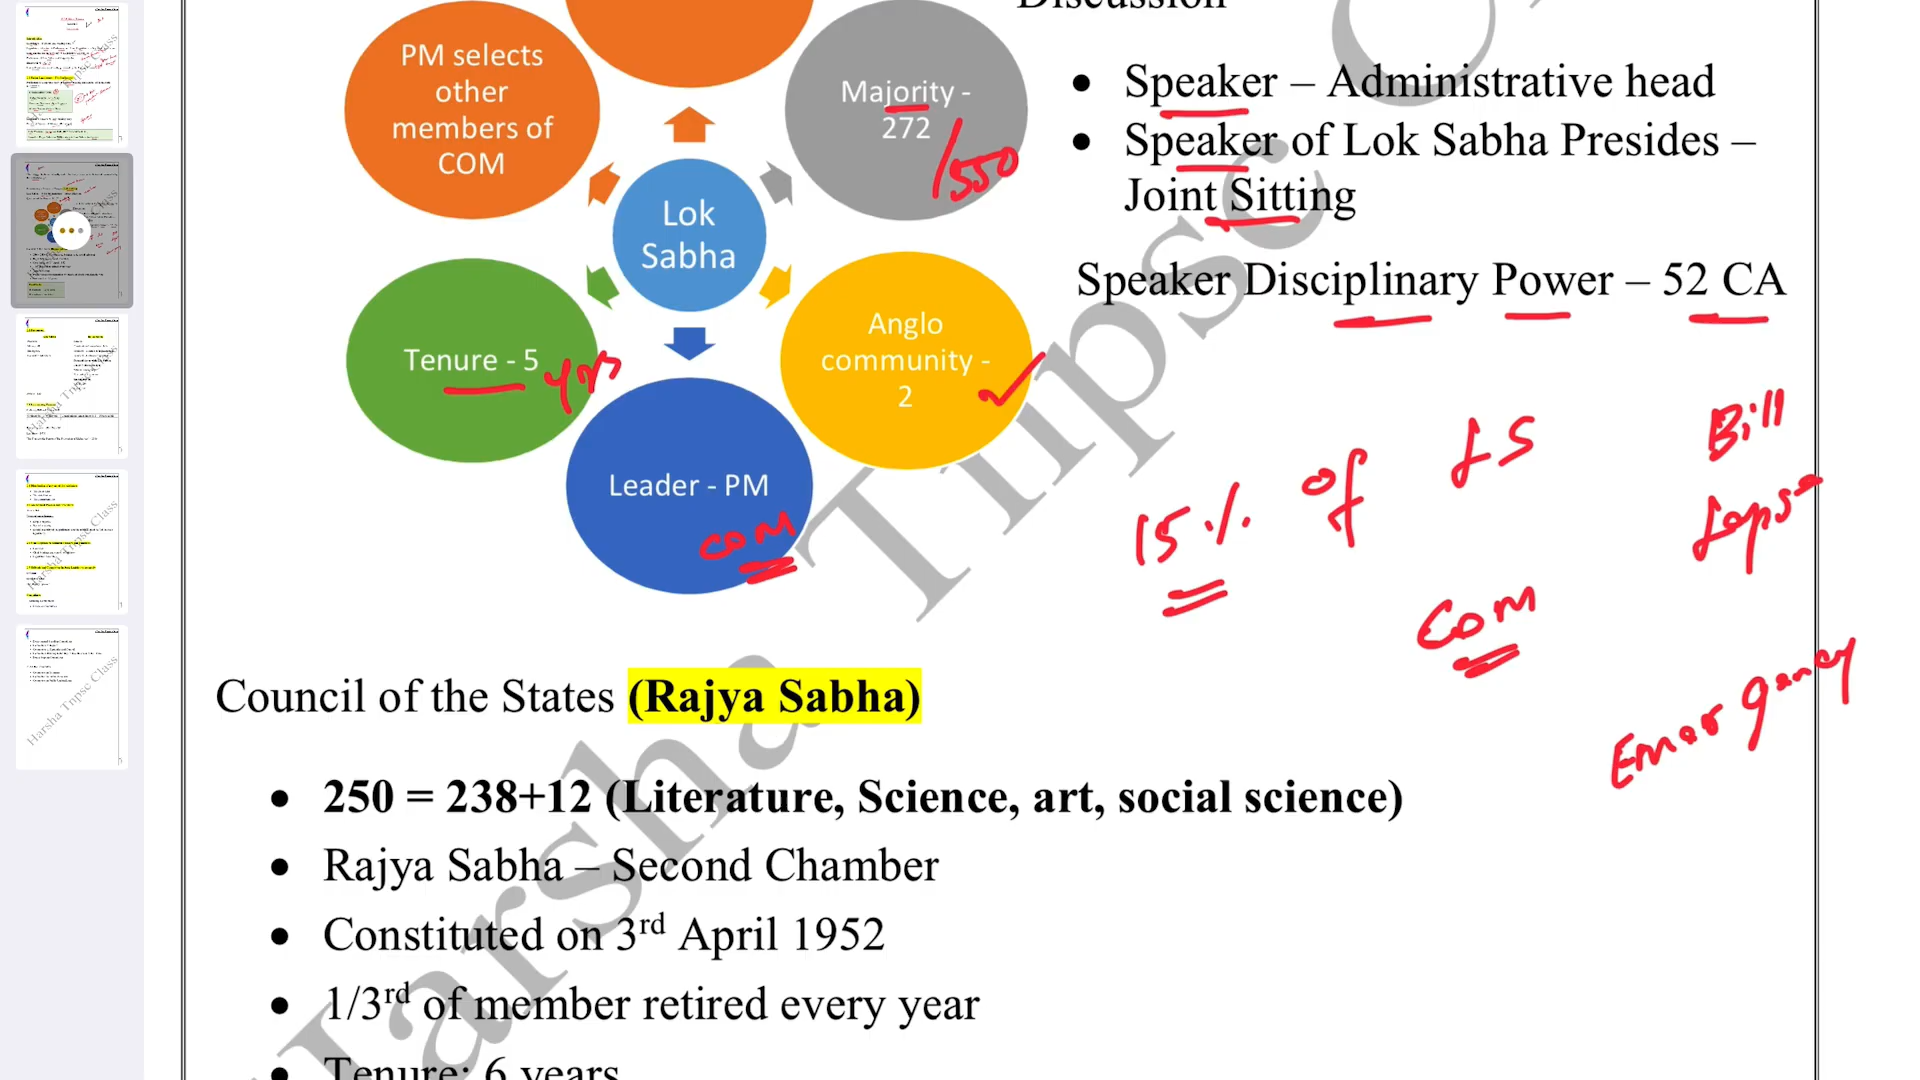 Discussion
PM selects
other
members of
COM
Majority -
272
/550
Lok
Sabha
Tenure - 5
yrs
Anglo
community -
2
Leader - PM
COM
• Speaker – Administrative head
• Speaker of Lok Sabha Presides –
Joint Sitting
Speaker Disciplinary Power – 52 CA
15% of LS
COM
Bill
Lapse
Emergancy
Council of the States (Rajya Sabha)
• 250 = 238+12 (Literature, Science, art, social science)
• Rajya Sabha – Second Chamber
• Constituted on 3rd April 1952
• 1/3rd of member retired every year
• Tenure: 6 years
Harsha Tnpsc Class